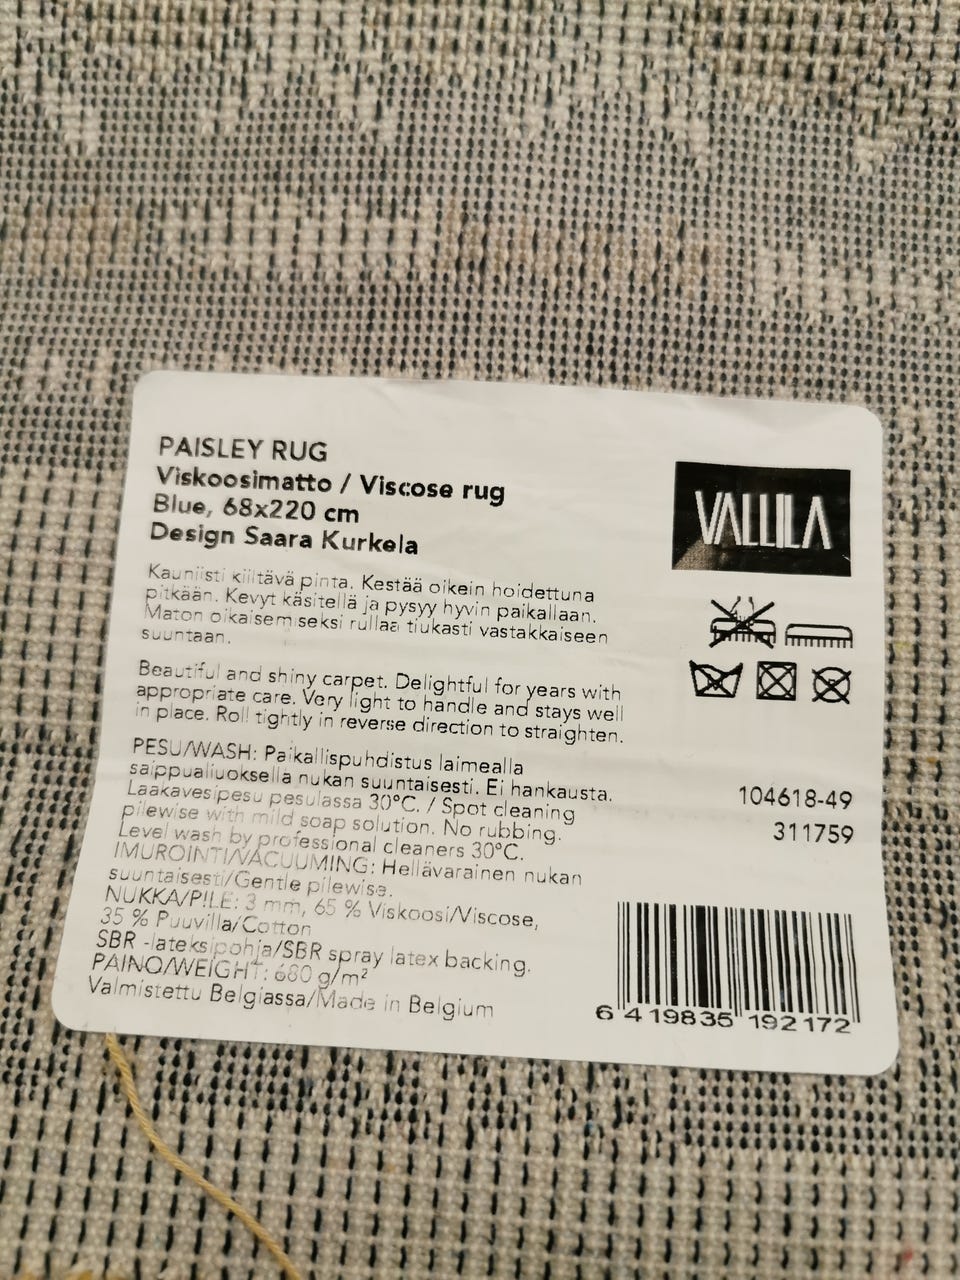 PAISLEY RUG
Viskoosimatto / Viscose rug
Blue, 68x220 cm
Design Saara Kurkela
VALLILA
Kauniisti kiiltävä pinta. Kestää oikein hoidettuna
pitkään. Kevyt käsitellä ja pysyy hyvin paikallaan.
Maton oikaisemiseksi rullaa tiukasti vastakkaiseen
suuntaan.
Beautiful and shiny carpet. Delightful for years with
appropriate care. Very light to handle and stays well
in place. Roll tightly in reverse direction to straighten.
PESU/WASH: Paikallispuhdistus laimealla
saippualiuoksella nukan suuntaisesti. Ei hankausta.
Laakavesipesu pesulassa 30°C. / Spot cleaning
pilewise with mild soap solution. No rubbing.
Level wash by professional cleaners 30°C.
IMUROINTI/VACUUMING: Hellävarainen nukan
suuntaisesti/Gentle pilewise.
NUKKA/PILE: 3 mm, 65 % Viskoosi/Viscose,
35 % Puuvilla/Cotton
SBR -lateksipohja/SBR spray latex backing.
PAINO/WEIGHT: 680 g/m²
Valmistettu Belgiassa/Made in Belgium
104618-49
311759
6 419835 192172